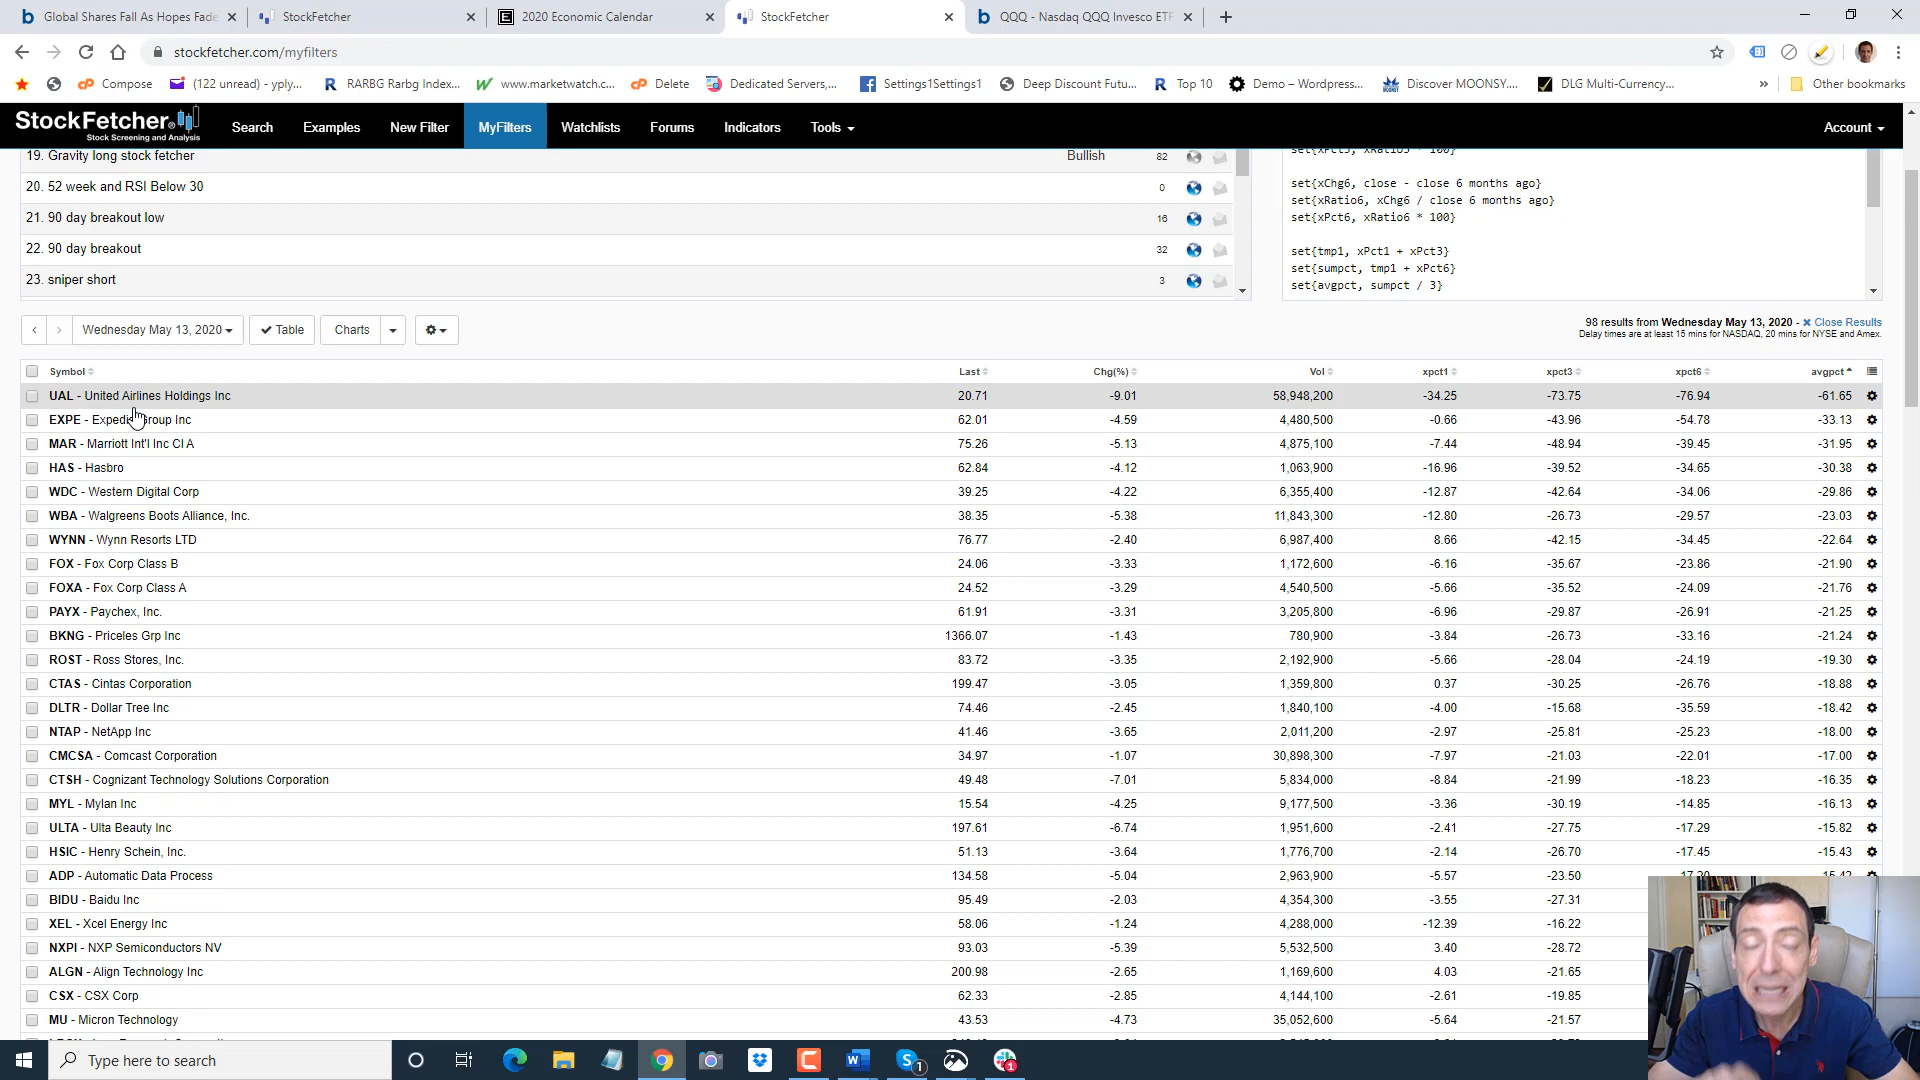 Global Shares Fall As Hopes Fade
StockFetcher
2020 Economic Calendar
StockFetcher
QQQ - Nasdaq QQQ Invesco ETF
stockfetcher.com/myfilters
Compose
(122 unread) - yply...
RARBG Rarbg Index...
www.marketwatch.c...
Delete
Dedicated Servers,...
Settings1Settings1
Deep Discount Futu...
Top 10
Demo – Wordpress...
Discover MOONSY....
DLG Multi-Currency...
Other bookmarks
StockFetcher
Stock Screening and Analysis
Search Examples New Filter MyFilters Watchlists Forums Indicators Tools Account
19. Gravity long stock fetcher Bullish 82
20. 52 week and RSI Below 30 0
21. 90 day breakout low 16
22. 90 day breakout 32
23. sniper short 3
set{xPct3, xRatio3 * 100}
set{xChg6, close - close 6 months ago}
set{xRatio6, xChg6 / close 6 months ago}
set{xPct6, xRatio6 * 100}
set{tmp1, xPct1 + xPct3}
set{sumpct, tmp1 + xPct6}
set{avgpct, sumpct / 3}
Wednesday May 13, 2020 Table Charts
98 results from Wednesday May 13, 2020 - Close Results
Delay times are at least 15 mins for NASDAQ, 20 mins for NYSE and Amex.
Symbol Last Chg(%) Vol xpct1 xpct3 xpct6 avgpct
UAL - United Airlines Holdings Inc 20.71 -9.01 58,948,200 -34.25 -73.75 -76.94 -61.65
EXPE - Expedia Group Inc 62.01 -4.59 4,480,500 -0.66 -43.96 -54.78 -33.13
MAR - Marriott Int'l Inc Cl A 75.26 -5.13 4,875,100 -7.44 -48.94 -39.45 -31.95
HAS - Hasbro 62.84 -4.12 1,063,900 -16.96 -39.52 -34.65 -30.38
WDC - Western Digital Corp 39.25 -4.22 6,355,400 -12.87 -42.64 -34.06 -29.86
WBA - Walgreens Boots Alliance, Inc. 38.35 -5.38 11,843,300 -12.80 -26.73 -29.57 -23.03
WYNN - Wynn Resorts LTD 76.77 -2.40 6,987,400 8.66 -42.15 -34.45 -22.64
FOX - Fox Corp Class B 24.06 -3.33 1,172,600 -6.16 -35.67 -23.86 -21.90
FOXA - Fox Corp Class A 24.52 -3.29 4,540,500 -5.66 -35.52 -24.09 -21.76
PAYX - Paychex, Inc. 61.91 -3.31 3,205,800 -6.96 -29.87 -26.91 -21.25
BKNG - Priceles Grp Inc 1366.07 -1.43 780,900 -3.84 -26.73 -33.16 -21.24
ROST - Ross Stores, Inc. 83.72 -3.35 2,192,900 -5.66 -28.04 -24.19 -19.30
CTAS - Cintas Corporation 199.47 -3.05 1,359,800 0.37 -30.25 -26.76 -18.88
DLTR - Dollar Tree Inc 74.46 -2.45 1,840,100 -4.00 -15.68 -35.59 -18.42
NTAP - NetApp Inc 41.46 -3.65 2,011,200 -2.97 -25.81 -25.23 -18.00
CMCSA - Comcast Corporation 34.97 -1.07 30,898,300 -7.97 -21.03 -22.01 -17.00
CTSH - Cognizant Technology Solutions Corporation 49.48 -7.01 5,834,000 -8.84 -21.99 -18.23 -16.35
MYL - Mylan Inc 15.54 -4.25 9,177,500 -3.36 -30.19 -14.85 -16.13
ULTA - Ulta Beauty Inc 197.61 -6.74 1,951,600 -2.41 -27.75 -17.29 -15.82
HSIC - Henry Schein, Inc. 51.13 -3.64 1,776,700 -2.14 -26.70 -17.45 -15.43
ADP - Automatic Data Process 134.58 -5.04 2,963,900 -5.57 -23.50 -17.20 -15.42
BIDU - Baidu Inc 95.49 -2.03 4,354,300 -3.55 -27.31
XEL - Xcel Energy Inc 58.06 -1.24 4,288,000 -12.39 -16.22
NXPI - NXP Semiconductors NV 93.03 -5.39 5,532,500 3.40 -28.72
ALGN - Align Technology Inc 200.98 -2.65 1,169,600 4.03 -21.65
CSX - CSX Corp 62.33 -2.85 4,144,100 -2.61 -19.85
MU - Micron Technology 43.53 -4.73 35,052,600 -5.64 -21.57
Type here to search